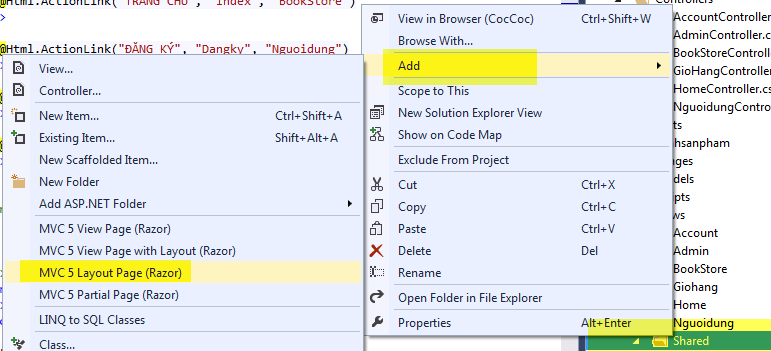 @Html.ActionLink("TRANG CHỦ", "Index", "BookStore")
@Html.ActionLink("ĐĂNG KÝ", "Dangky", "Nguoidung")
View...
Controller...
New Item... Ctrl+Shift+A
Existing Item... Shift+Alt+A
New Scaffolded Item...
New Folder
Add ASP.NET Folder
MVC 5 View Page (Razor)
MVC 5 View Page with Layout (Razor)
MVC 5 Layout Page (Razor)
MVC 5 Partial Page (Razor)
LINQ to SQL Classes
Class...
View in Browser (CocCoc) Ctrl+Shift+W
Browse With...
Add
Scope to This
New Solution Explorer View
Show on Code Map
Exclude From Project
Cut Ctrl+X
Copy Ctrl+C
Paste Ctrl+V
Delete Del
Rename
Open Folder in File Explorer
Properties Alt+Enter
Controllers
AccountController
AdminController.c
BookStoreControll
GioHangController
HomeController.cs
NguoidungContro
ts
hsanpham
ages
dels
ipts
ws
Account
Admin
BookStore
Giohang
Home
Nguoidung
Shared